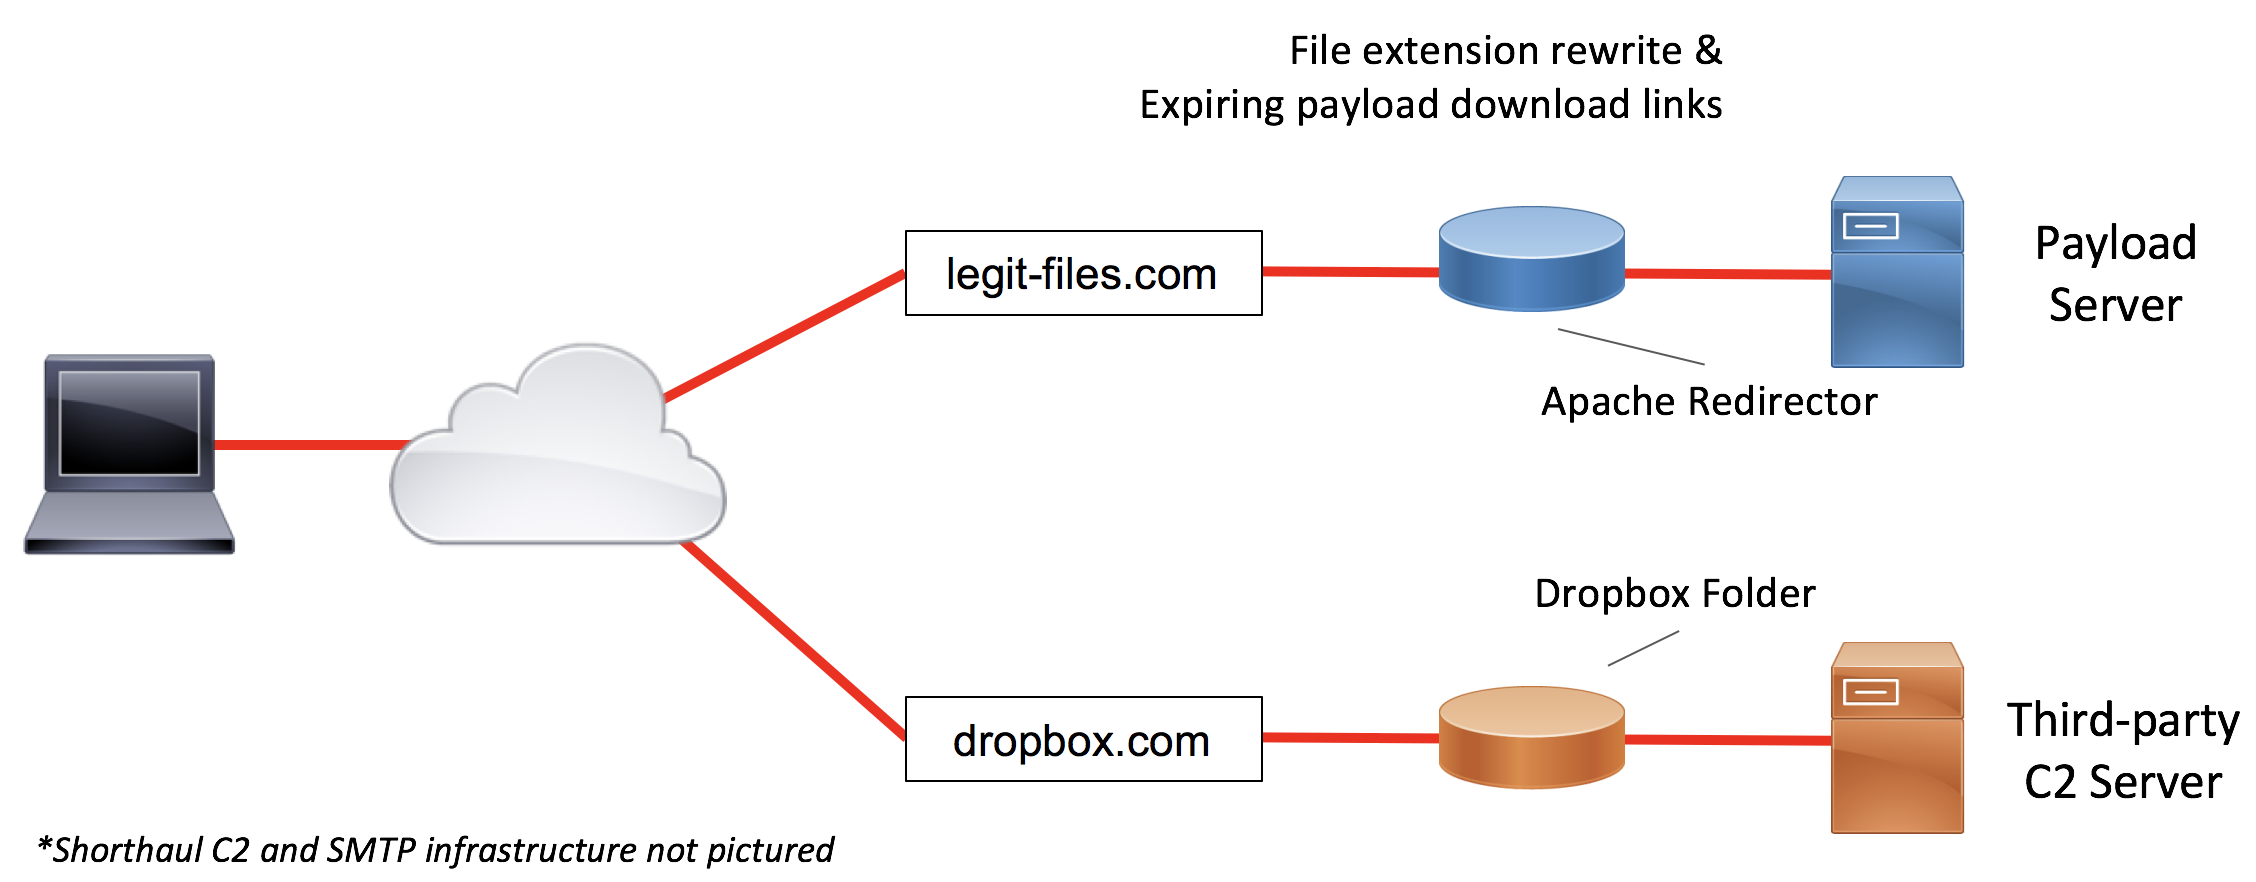 File extension rewrite &
Expiring payload download links
legit-files.com
Payload
Server
Apache Redirector
Dropbox Folder
dropbox.com
Third-party
C2 Server
*Shorthaul C2 and SMTP infrastructure not pictured